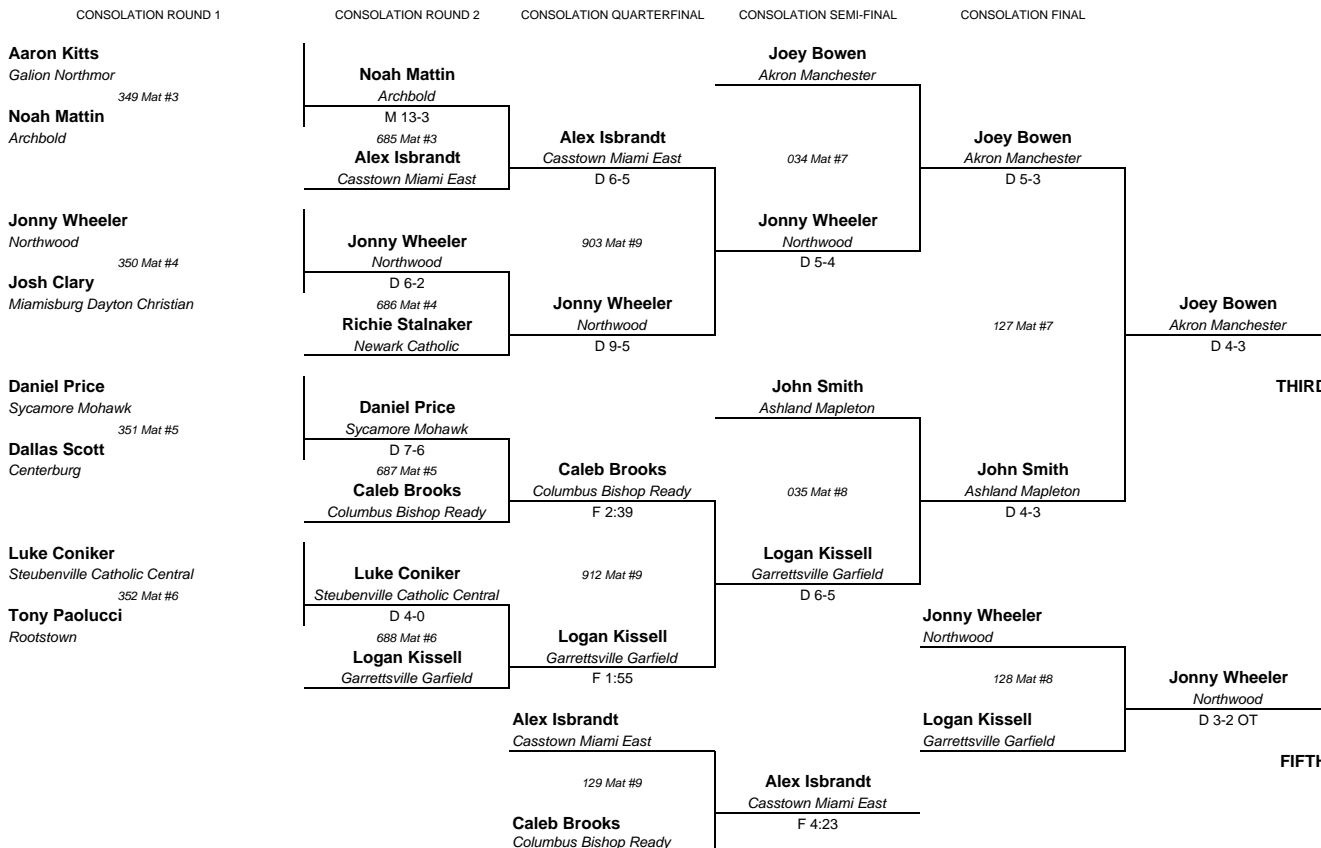 CONSOLATION ROUND 1
CONSOLATION ROUND 2
CONSOLATION QUARTERFINAL
CONSOLATION SEMI-FINAL
CONSOLATION FINAL
Aaron Kitts
Galion Northmor
349 Mat #3
Noah Mattin
Archbold
Jonny Wheeler
Northwood
350 Mat #4
Josh Clary
Miamisburg Dayton Christian
Daniel Price
Sycamore Mohawk
351 Mat #5
Dallas Scott
Centerburg
Luke Coniker
Steubenville Catholic Central
352 Mat #6
Tony Paolucci
Rootstown
Noah Mattin
Archbold
M 13-3
685 Mat #3
Alex Isbrandt
Casstown Miami East
Jonny Wheeler
Northwood
D 6-2
686 Mat #4
Richie Stalnaker
Newark Catholic
Daniel Price
Sycamore Mohawk
D 7-6
687 Mat #5
Caleb Brooks
Columbus Bishop Ready
Luke Coniker
Steubenville Catholic Central
D 4-0
688 Mat #6
Logan Kissell
Garrettsville Garfield
Alex Isbrandt
Casstown Miami East
D 6-5
903 Mat #9
Jonny Wheeler
Northwood
D 9-5
Caleb Brooks
Columbus Bishop Ready
F 2:39
912 Mat #9
Logan Kissell
Garrettsville Garfield
F 1:55
Alex Isbrandt
Casstown Miami East
129 Mat #9
Caleb Brooks
Columbus Bishop Ready
Joey Bowen
Akron Manchester
034 Mat #7
Jonny Wheeler
Northwood
D 5-4
John Smith
Ashland Mapleton
035 Mat #8
Logan Kissell
Garrettsville Garfield
D 6-5
Alex Isbrandt
Casstown Miami East
F 4:23
Joey Bowen
Akron Manchester
D 5-3
127 Mat #7
John Smith
Ashland Mapleton
D 4-3
Jonny Wheeler
Northwood
128 Mat #8
Logan Kissell
Garrettsville Garfield
Joey Bowen
Akron Manchester
D 4-3
THIRD
Jonny Wheeler
Northwood
D 3-2 OT
FIFTH